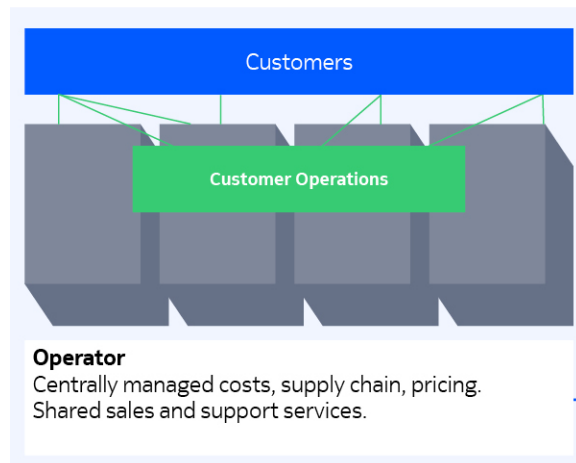 Customers
Customer Operations
Operator
Centrally managed costs, supply chain, pricing.
Shared sales and support services.